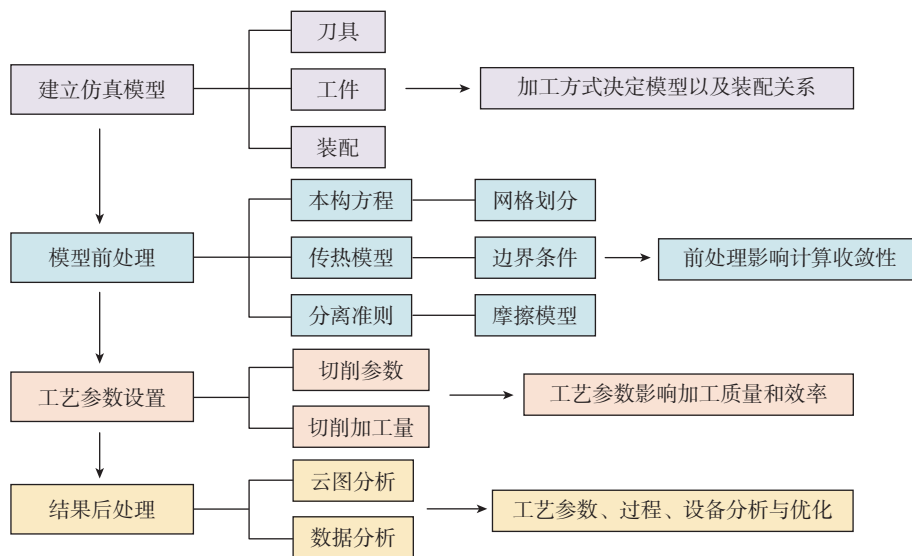 刀具
建立仿真模型
工件
加工方式决定模型以及装配关系
装配
本构方程
网格划分
模型前处理
传热模型
边界条件
前处理影响计算收敛性
分离准则
摩擦模型
工艺参数设置
切削参数
工艺参数影响加工质量和效率
切削加工量
结果后处理
云图分析
工艺参数、过程、设备分析与优化
数据分析